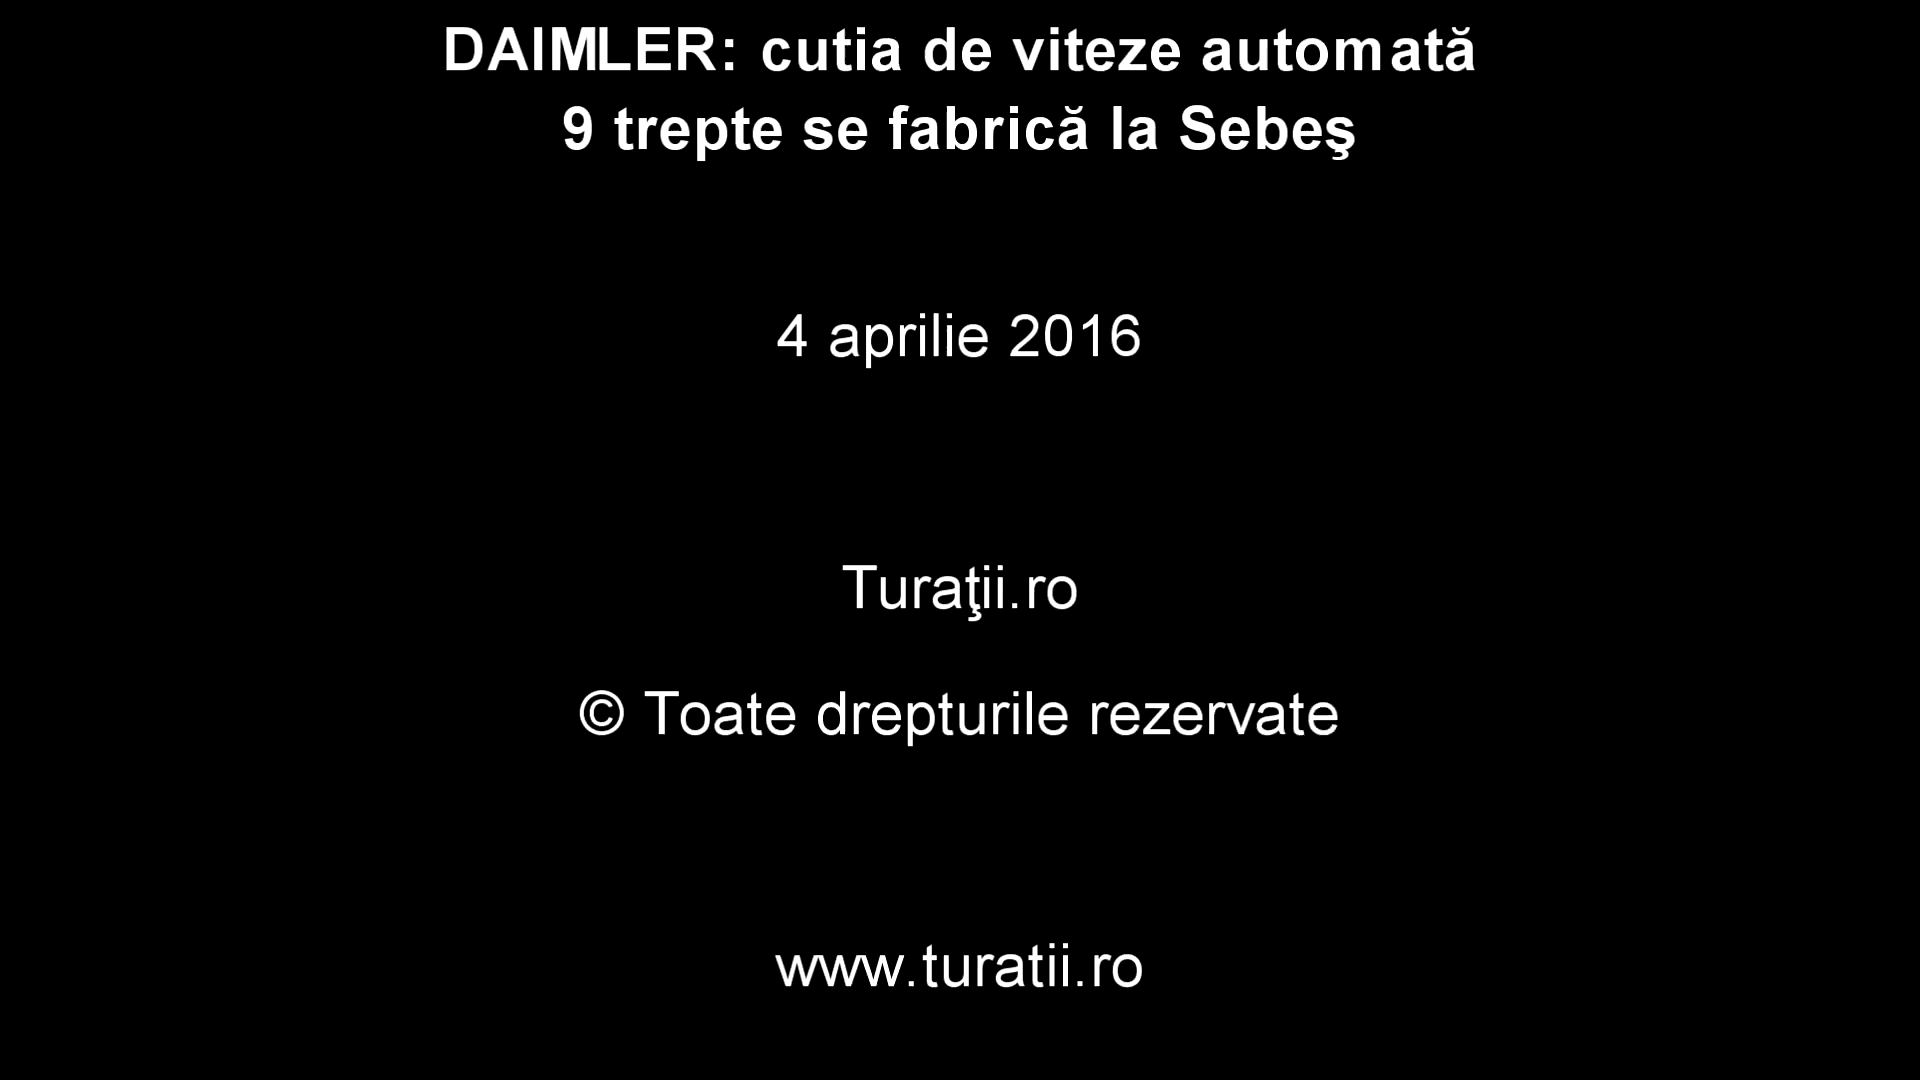 DAIMLER: cutia de viteze automată
9 trepte se fabrică la Sebeş
4 aprilie 2016
Turaţii.ro
© Toate drepturile rezervate
www.turatii.ro